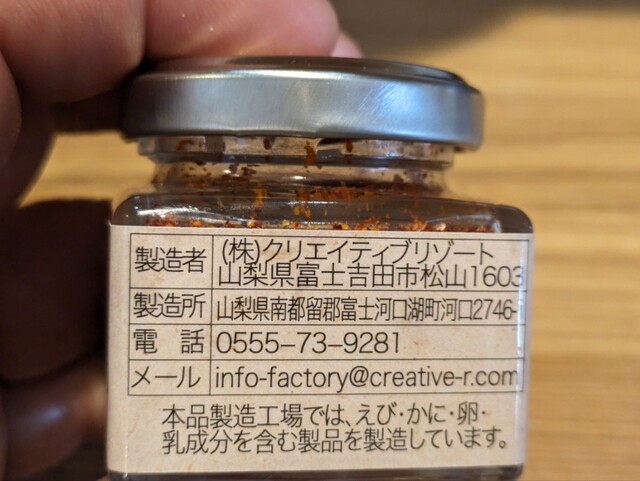 製造者 (株)クリエイティブリゾート
山梨県富士吉田市松山1603
製造所 山梨県南都留郡富士河口湖町河口2746-
電話 0555-73-9281
メール info-factory@creative-r.com
本品製造工場では、えび・かに・卵・
乳成分を含む製品を製造しています。